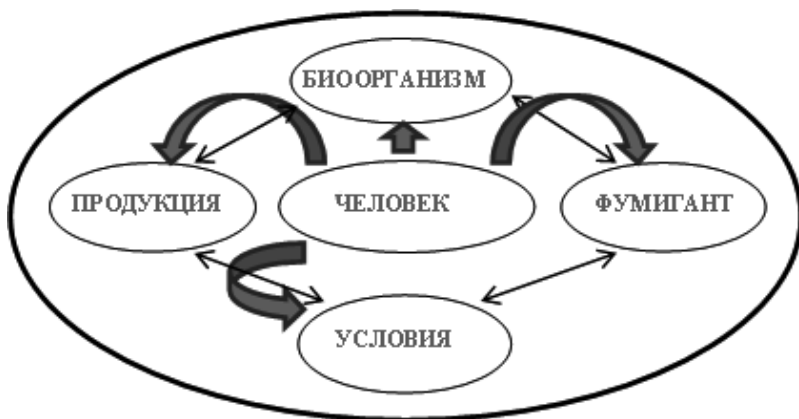 БИООРГАНИЗМ
ПРОДУКЦИЯ
ЧЕЛОВЕК
ФУМИГАНТ
УСЛОВИЯ